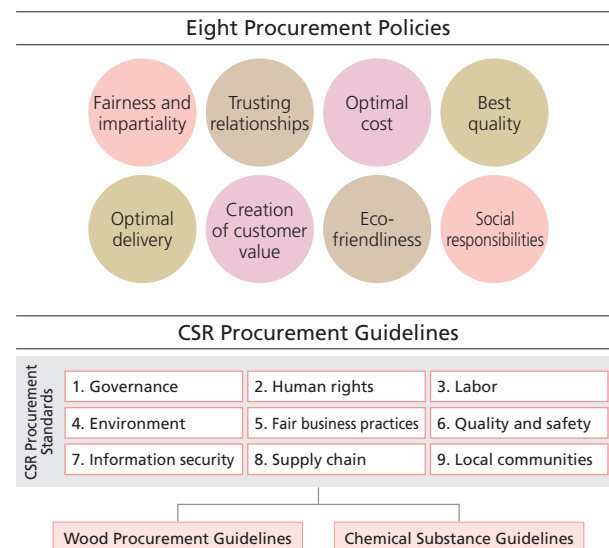 Eight Procurement Policies
Fairness and
impartiality
Trusting
relationships
Optimal
cost
Best
quality
Optimal
delivery
Creation
of customer
value
Eco-
friendliness
Social
responsibilities
CSR Procurement Guidelines
CSR Procurement
Standards
1. Governance
2. Human rights
3. Labor
4. Environment
5. Fair business practices
6. Quality and safety
7. Information security
8. Supply chain
9. Local communities
Wood Procurement Guidelines
Chemical Substance Guidelines